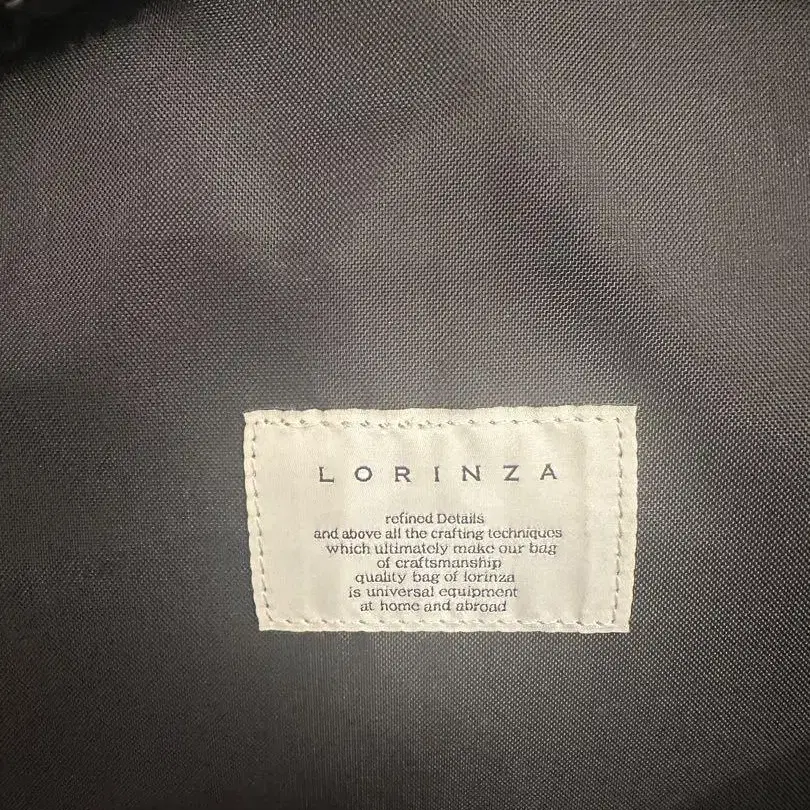 LORINZA
refined Details
and above all the crafting techniques
which ultimately make our bag
of craftsmanship
quality bag of lorinza
is universal equipment
at home and abroad